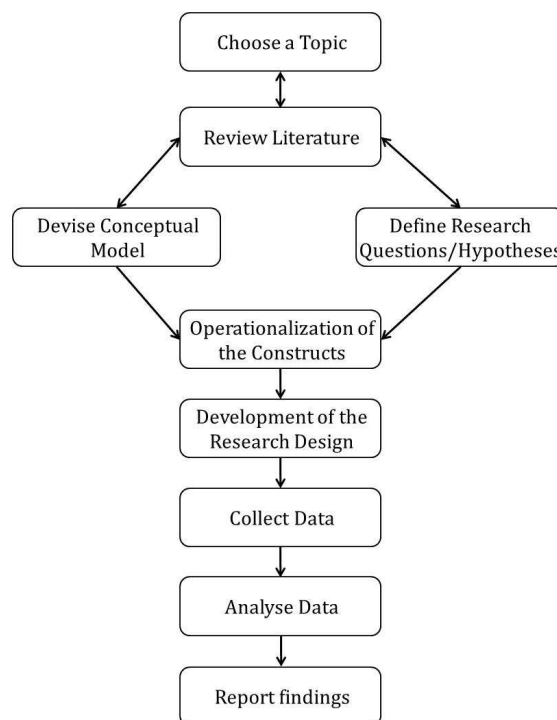 Choose a Topic
Review Literature
Devise Conceptual
Model
Define Research
Questions/Hypotheses
Operationalization of
the Constructs
Development of the
Research Design
Collect Data
Analyse Data
Report findings